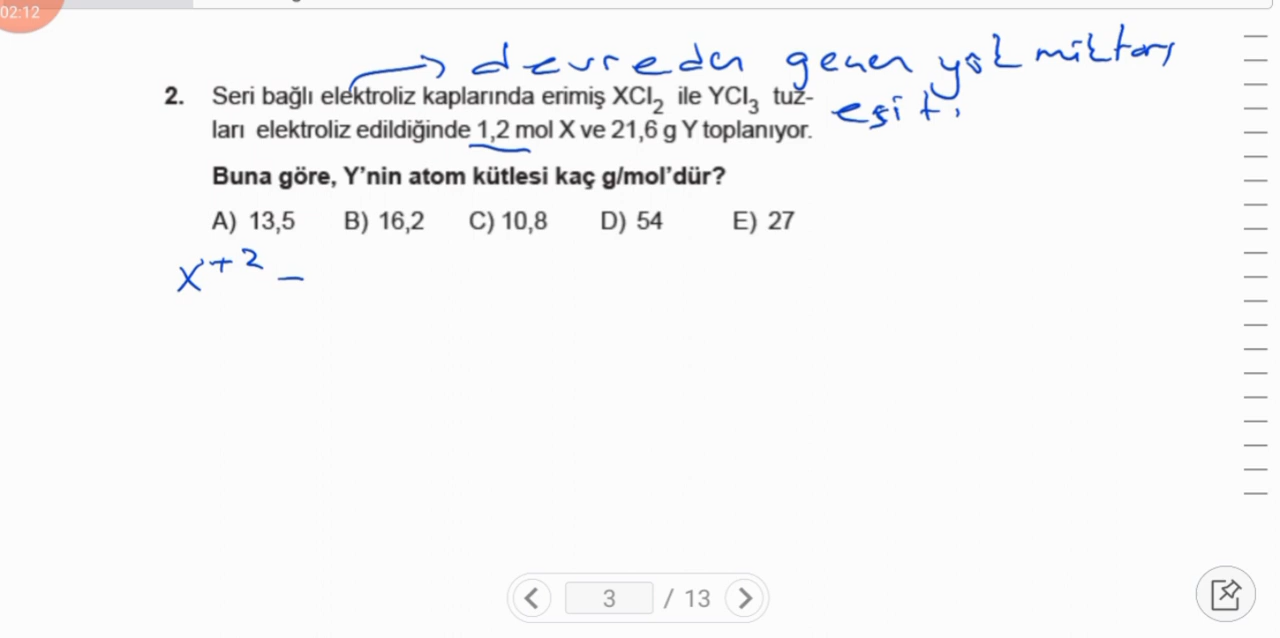 02:12
devreden geçen yük miktarı
eşit.
2. Seri bağlı elektroliz kaplarında erimiş XCl₂ ile YCl₃ tuz-
ları elektroliz edildiğinde 1,2 mol X ve 21,6 g Y toplanıyor.
Buna göre, Y'nin atom kütlesi kaç g/mol'dür?
A) 13,5 B) 16,2 C) 10,8 D) 54 E) 27
X⁺² –
3 / 13